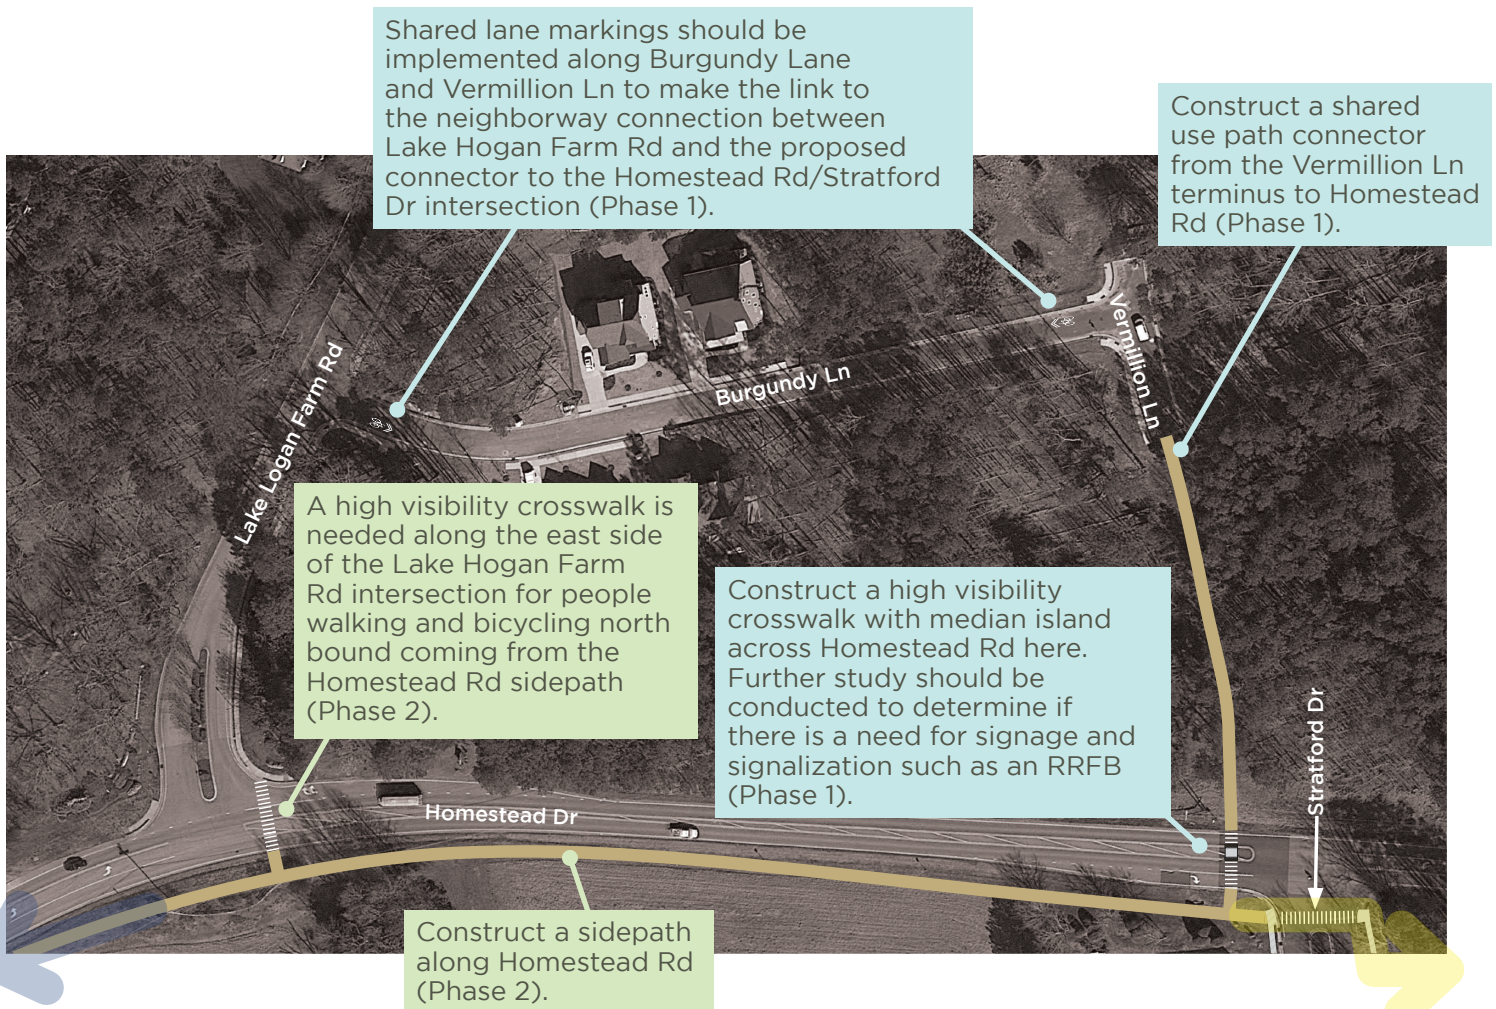 Shared lane markings should be
implemented along Burgundy Lane
and Vermillion Ln to make the link to
the neighborway connection between
Lake Hogan Farm Rd and the proposed
connector to the Homestead Rd/Stratford
Dr intersection (Phase 1).
Construct a shared
use path connector
from the Vermillion Ln
terminus to Homestead
Rd (Phase 1).
Lake Logan Farm Rd
Burgundy Ln
Vermillion Ln
A high visibility crosswalk is
needed along the east side
of the Lake Hogan Farm
Rd intersection for people
walking and bicycling north
bound coming from the
Homestead Rd sidepath
(Phase 2).
Construct a high visibility
crosswalk with median island
across Homestead Rd here.
Further study should be
conducted to determine if
there is a need for signage and
signalization such as an RRFB
(Phase 1).
Stratford Dr
Homestead Dr
Construct a sidepath
along Homestead Rd
(Phase 2).